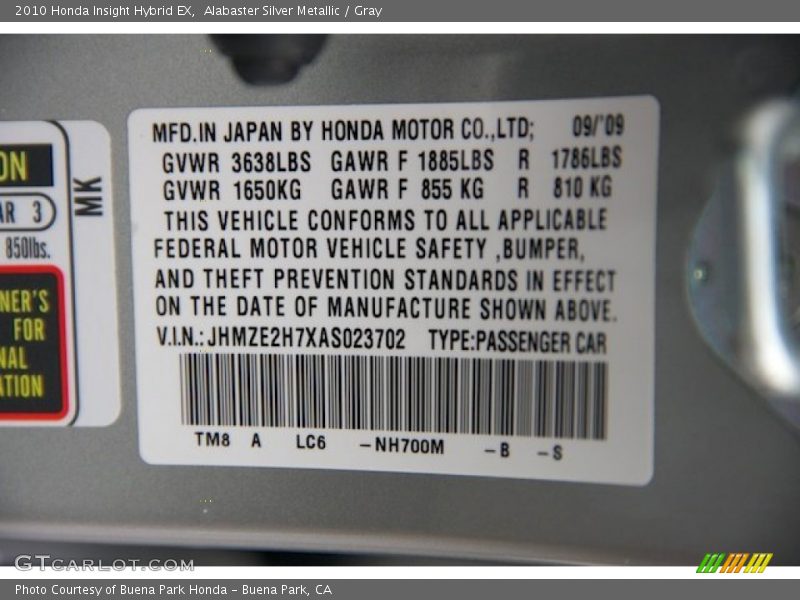 2010 Honda Insight Hybrid EX, Alabaster Silver Metallic / Gray
MFD.IN JAPAN BY HONDA MOTOR CO.,LTD; 09/'09
GVWR 3638LBS GAWR F 1885LBS R 1786LBS
GVWR 1650KG GAWR F 855 KG R 810 KG
THIS VEHICLE CONFORMS TO ALL APPLICABLE
FEDERAL MOTOR VEHICLE SAFETY ,BUMPER,
AND THEFT PREVENTION STANDARDS IN EFFECT
ON THE DATE OF MANUFACTURE SHOWN ABOVE.
V.I.N.: JHMZE2H7XAS023702 TYPE:PASSENGER CAR
TM8 A LC6 -NH700M -B -S
ON
AR 3
850lbs.
MK
NER'S
FOR
NAL
ATION
GTCARLOT.COM
Photo Courtesy of Buena Park Honda - Buena Park, CA